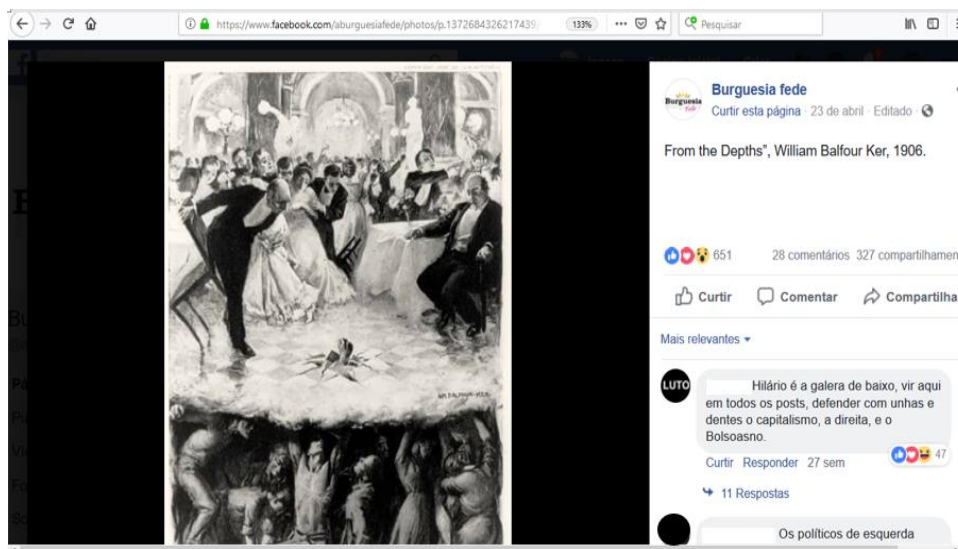 https://www.facebook.com/aburguesiafede/photos/p.1372684326217439
133%
Pesquisar
Burguesia fede
Curtir esta página · 23 de abril · Editado ·
From the Depths”, William Balfour Ker, 1906.
651
28 comentários 327 compartilhamen
Curtir
Comentar
Compartilha
Mais relevantes
LUTO
Hilário é a galera de baixo, vir aqui
em todos os posts, defender com unhas e
dentes o capitalismo, a direita, e o
Bolsoasno.
47
Curtir Responder 27 sem
11 Respostas
Os políticos de esquerda
WM BALFOUR-KER